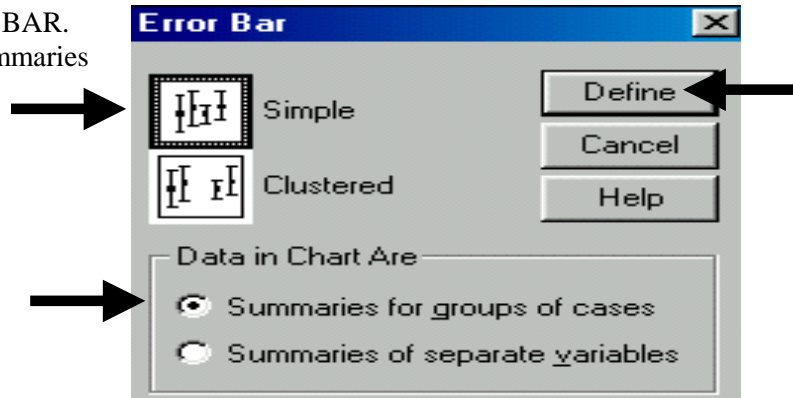 BAR.
Error Bar
Simple
Define
Cancel
Clustered
Help
Data in Chart Are
Summaries for groups of cases
Summaries of separate variables